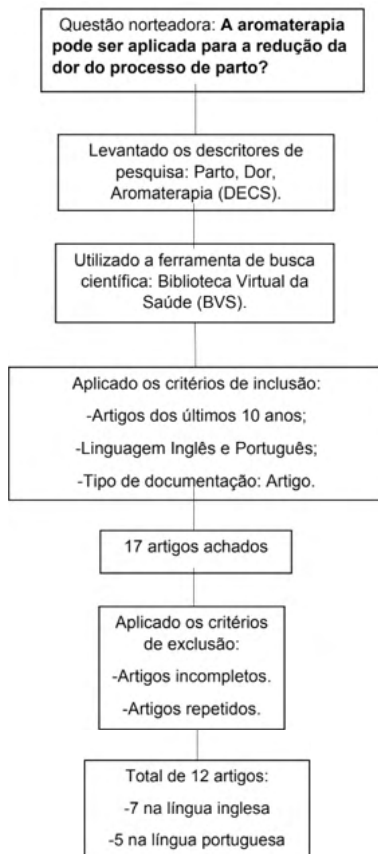 Questão norteadora: A aromaterapia
pode ser aplicada para a redução da
dor do processo de parto?
Levantado os descritores de
pesquisa: Parto, Dor,
Aromaterapia (DECS).
Utilizado a ferramenta de busca
científica: Biblioteca Virtual da
Saúde (BVS).
Aplicado os critérios de inclusão:
-Artigos dos últimos 10 anos;
-Linguagem Inglês e Português;
-Tipo de documentação: Artigo.
17 artigos achados
Aplicado os critérios
de exclusão:
-Artigos incompletos.
-Artigos repetidos.
Total de 12 artigos:
-7 na língua inglesa
-5 na língua portuguesa